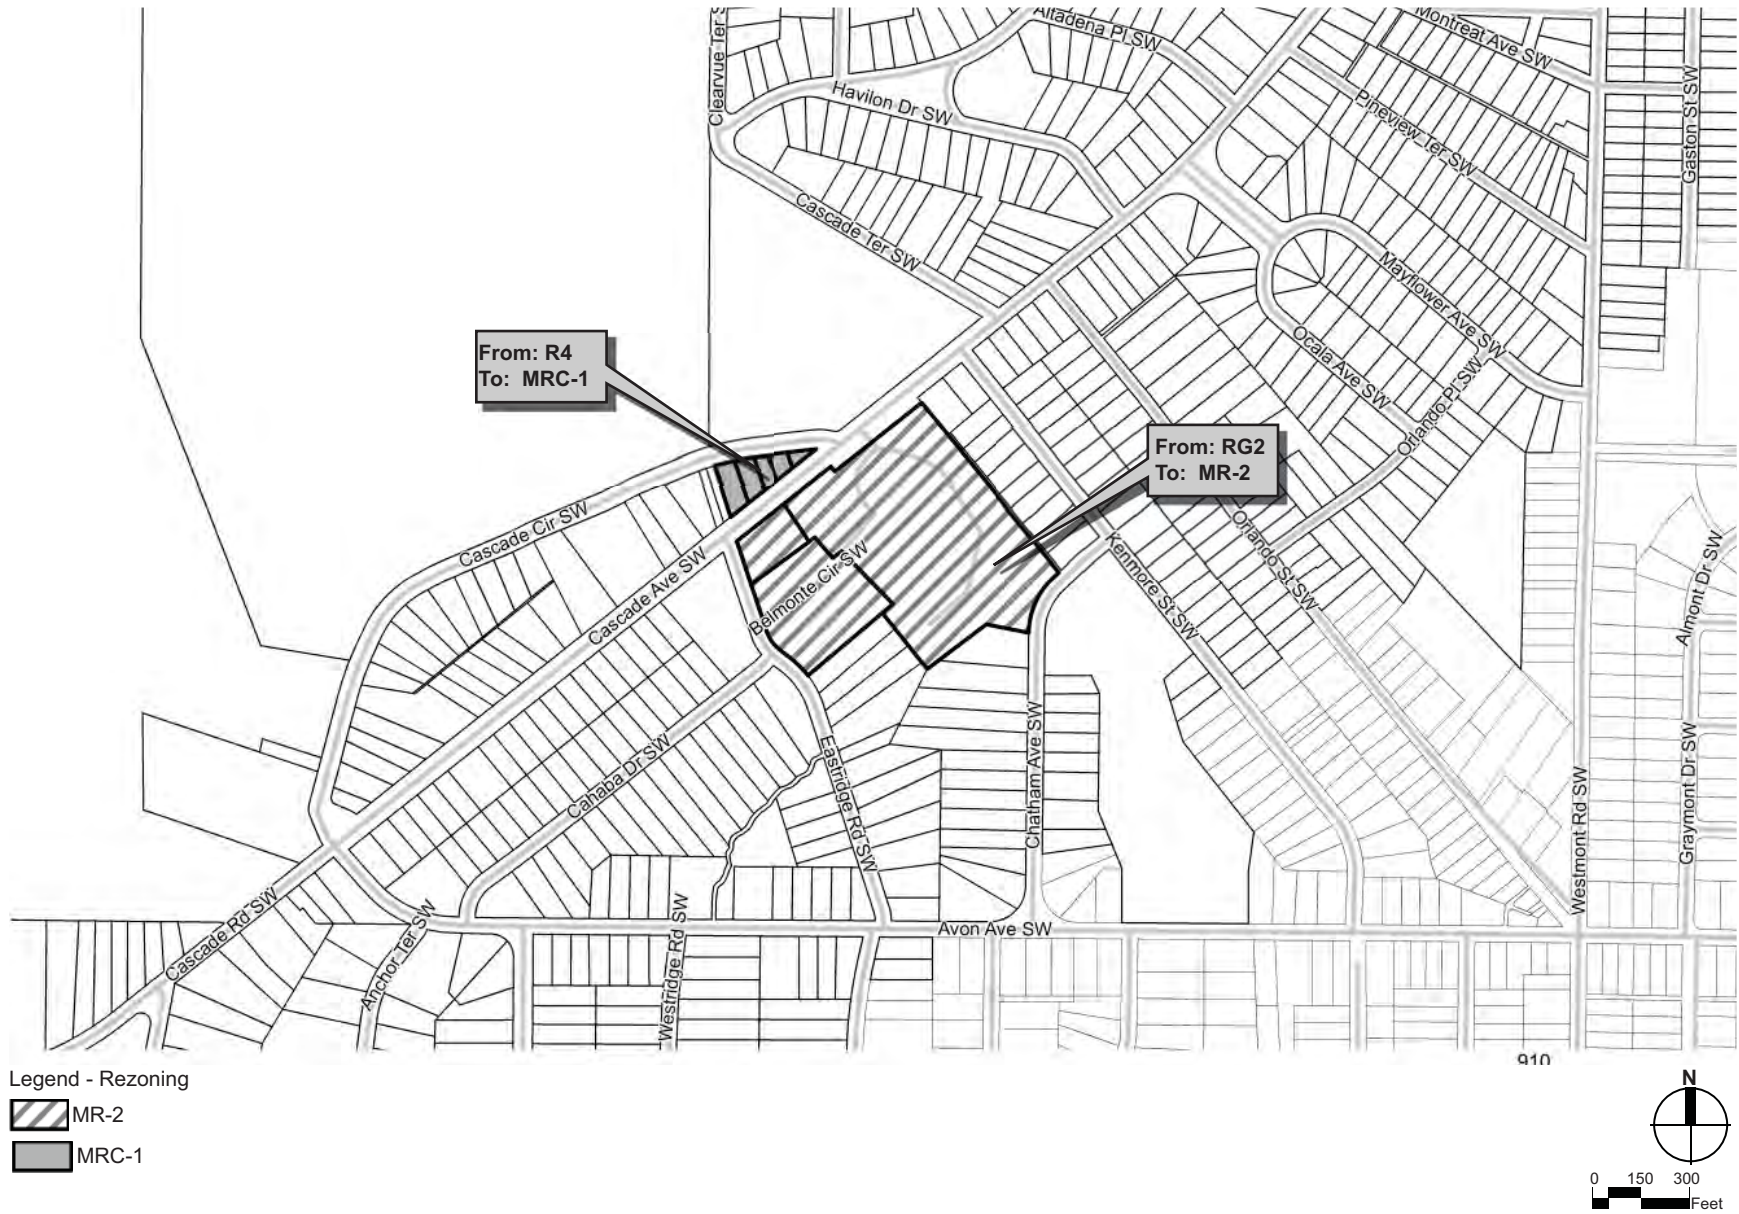 Clearvue Ter S
Altadena Pl SW
Montreat Ave SW
Havilon Dr SW
Pineview Ter SW
Gaston St SW
Cascade Ter SW
Mayflower Ave SW
Ocala Ave SW
Orlando Pl SW
From: R4
To: MRC-1
From: RG2
To: MR-2
Cascade Cir SW
Cascade Ave SW
Belmonte Cir SW
Kenmore St SW
Orlando St SW
Almont Dr SW
Cahaba Dr SW
Eastridge Rd SW
Chatham Ave SW
Westmont Rd SW
Graymont Dr SW
Cascade Rd SW
Anchor Ter SW
Westridge Rd SW
Avon Ave SW
910
Legend - Rezoning
MR-2
MRC-1
N
0 150 300
Feet